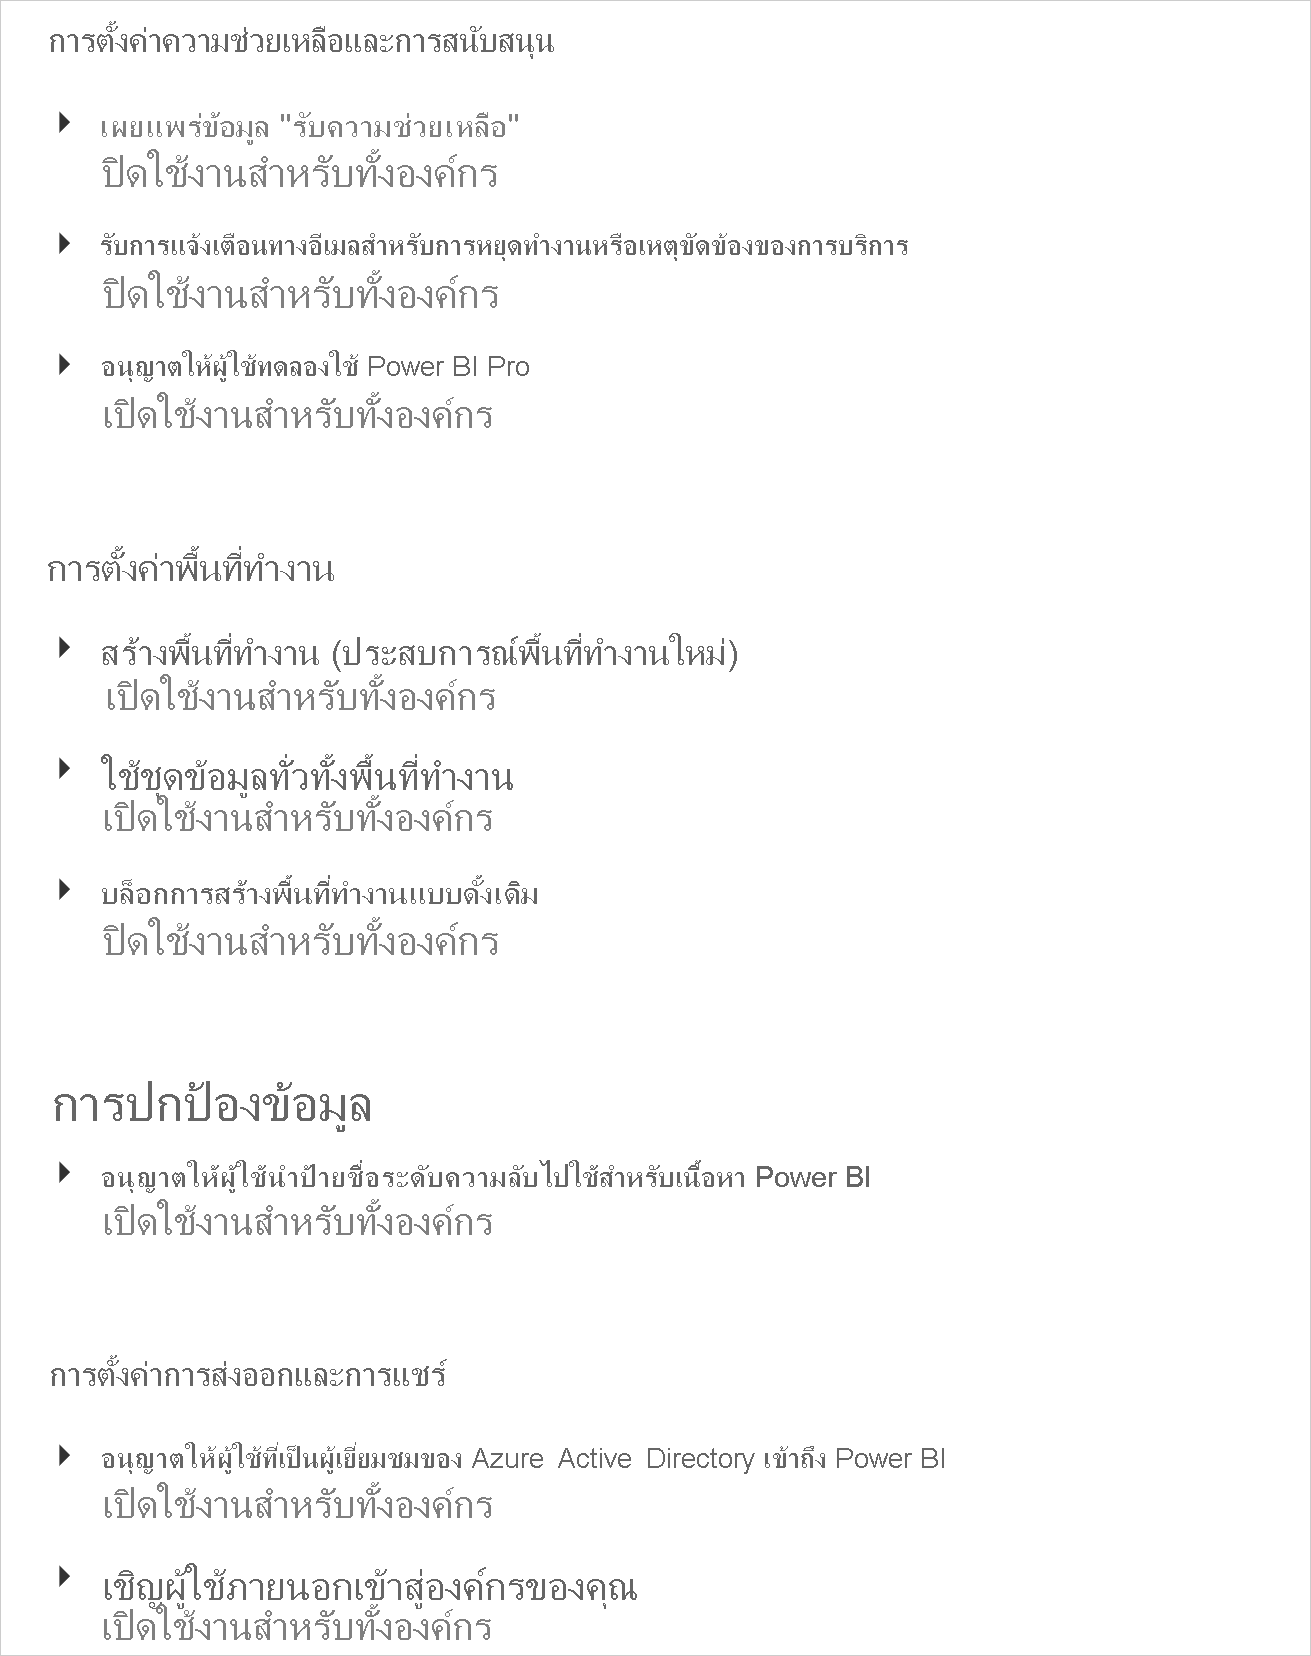 การตั้งค่าความช่วยเหลือและการสนับสนุน
เผยแพร่ข้อมูล "รับความช่วยเหลือ"
ปิดใช้งานสำหรับทั้งองค์กร
รับการแจ้งเตือนทางอีเมลสำหรับการหยุดทำงานหรือเหตุขัดข้องของการบริการ
ปิดใช้งานสำหรับทั้งองค์กร
อนุญาตให้ผู้ใช้ทดลองใช้ Power BI Pro
เปิดใช้งานสำหรับทั้งองค์กร
การตั้งค่าพื้นที่ทำงาน
สร้างพื้นที่ทำงาน (ประสบการณ์พื้นที่ทำงานใหม่)
เปิดใช้งานสำหรับทั้งองค์กร
ใช้ชุดข้อมูลทั่วทั้งพื้นที่ทำงาน
เปิดใช้งานสำหรับทั้งองค์กร
บล็อกการสร้างพื้นที่ทำงานแบบดั้งเดิม
ปิดใช้งานสำหรับทั้งองค์กร
การปกป้องข้อมูล
อนุญาตให้ผู้ใช้นำป้ายชื่อระดับความลับไปใช้สำหรับเนื้อหา Power BI
เปิดใช้งานสำหรับทั้งองค์กร
การตั้งค่าการส่งออกและการแชร์
อนุญาตให้ผู้ใช้ที่เป็นผู้เยี่ยมชมของ Azure Active Directory เข้าถึง Power BI
เปิดใช้งานสำหรับทั้งองค์กร
เชิญผู้ใช้ภายนอกเข้าสู่องค์กรของคุณ
เปิดใช้งานสำหรับทั้งองค์กร